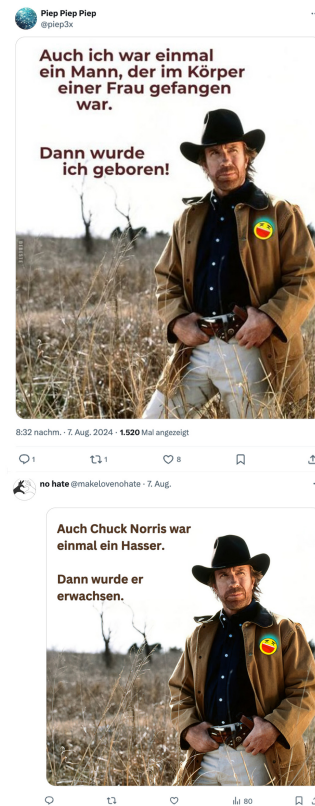 Piep Piep Piep
@piep3x
Auch ich war einmal
ein Mann, der im Körper
einer Frau gefangen
war.
Dann wurde
ich geboren!
8:32 nachm. · 7. Aug. 2024 · 1.520 Mal angezeigt
1
1
8
no hate @makelovenohate · 7. Aug.
Auch Chuck Norris war
einmal ein Hasser.
Dann wurde er
erwachsen.
80